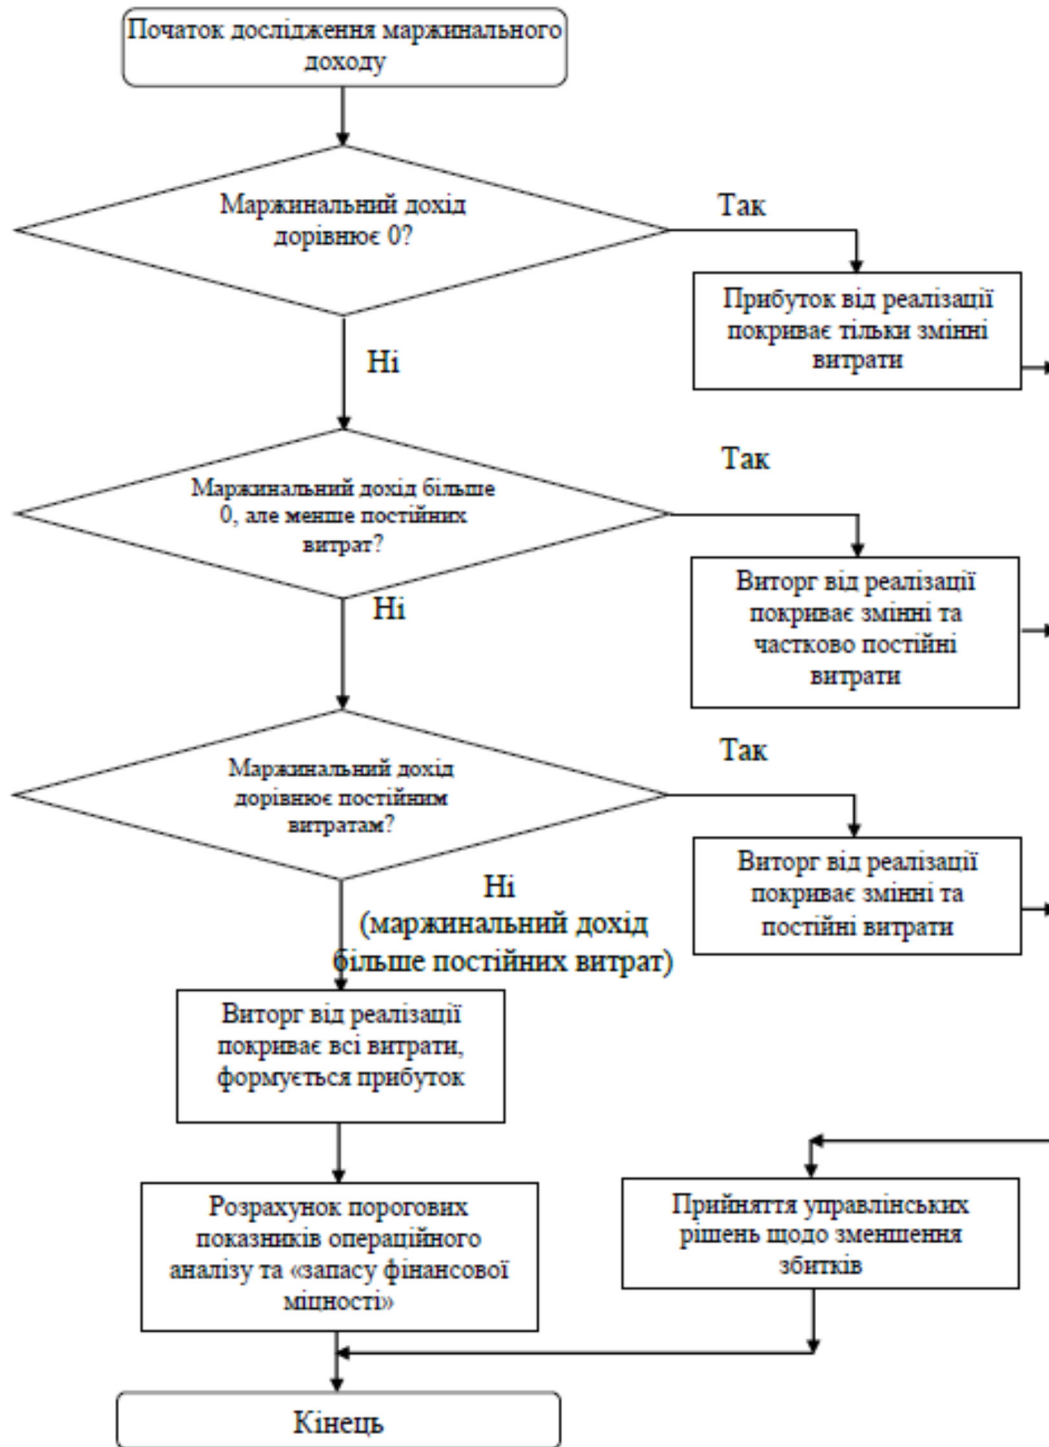 Початок дослідження маржинального
доходу
Маржинальний дохід
дорівнює 0?
Так
Прибуток від реалізації
покриває тільки змінні
витрати
Ні
Маржинальний дохід більше
0, але менше постійних
витрат?
Так
Виторг від реалізації
покриває змінні та
частково постійні
витрати
Ні
Маржинальний дохід
дорівнює постійним
витратам?
Так
Виторг від реалізації
покриває змінні та
постійні витрати
Ні
(маржинальний дохід
більше постійних витрат)
Виторг від реалізації
покриває всі витрати,
формується прибуток
Розрахунок порогових
показників операційного
аналізу та «запасу фінансової
міцності»
Прийняття управлінських
рішень щодо зменшення
збитків
Кінець